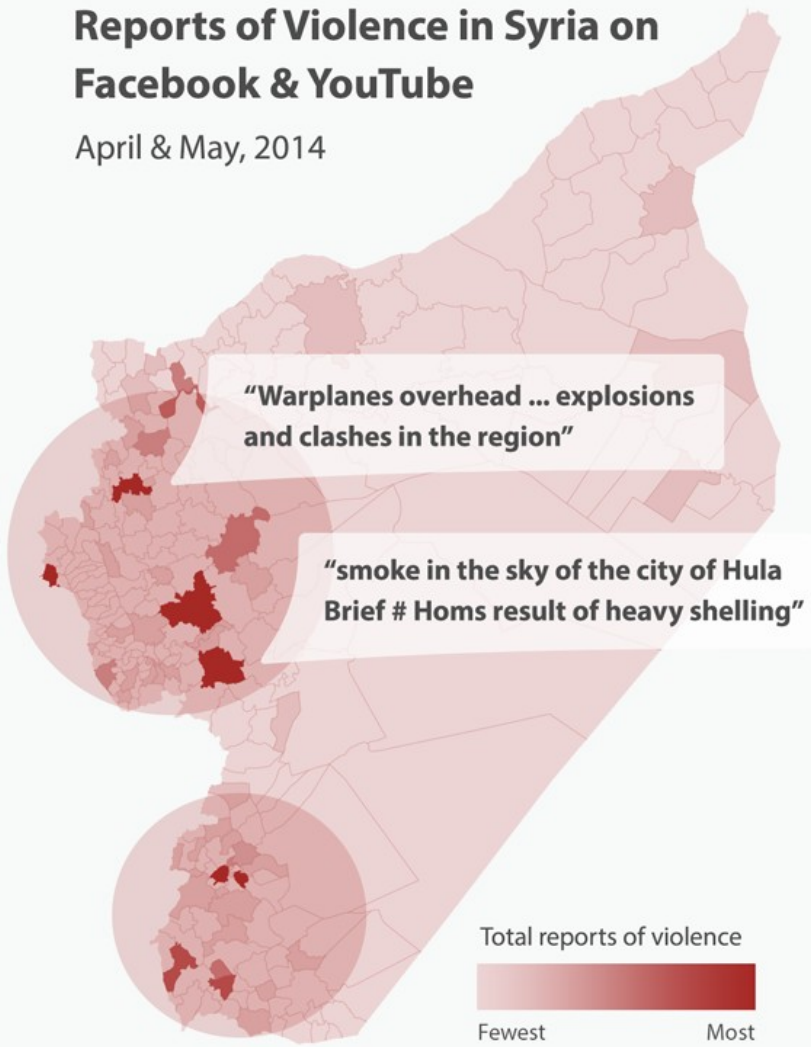 Reports of Violence in Syria on
Facebook & YouTube
April & May, 2014
“Warplanes overhead ... explosions
and clashes in the region”
“smoke in the sky of the city of Hula
Brief # Homs result of heavy shelling”
Total reports of violence
Fewest
Most